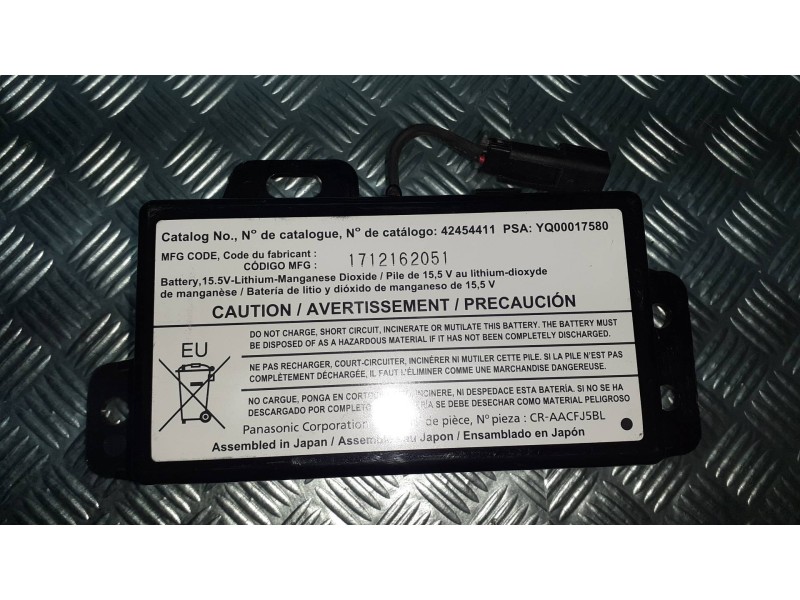 Catalog No., Nº de catalogue, Nº de catálogo: 42454411 PSA: YQ00017580
MFG CODE, Code du fabricant :
CÓDIGO MFG : 1712162051
Battery,15.5V-Lithium-Manganese Dioxide / Pile de 15,5 V au lithium-dioxyde
de manganèse / Batería de litio y dióxido de manganeso de 15,5 V
CAUTION / AVERTISSEMENT / PRECAUCIÓN
EU
DO NOT CHARGE, SHORT CIRCUIT, INCINERATE OR MUTILATE THIS BATTERY. THE BATTERY MUST
BE DISPOSED OF AS A HAZARDOUS MATERIAL IF IT HAS NOT BEEN COMPLETELY DISCHARGED.
NE PAS RECHARGER, COURT-CIRCUITER, INCINÉRER NI MUTILER CETTE PILE. SI LA PILE N'EST PAS
COMPLÈTEMENT DÉCHARGÉE, IL FAUT L'ÉLIMINER COMME UNE MARCHANDISE DANGEREUSE.
NO CARGUE, PONGA EN CORTOC INCINERE, NI DESPEDACE ESTA BATERÍA. SI NO SE HA
DESCARGADO POR COMPLETO BATERÍA SE DEBE DESECHAR COMO MATERIAL PELIGROSO
Panasonic Corporation de pièce, Nº pieza : CR-AACFJ5BL
Assembled in Japan / Assemblé au Japon / Ensamblado en Japón